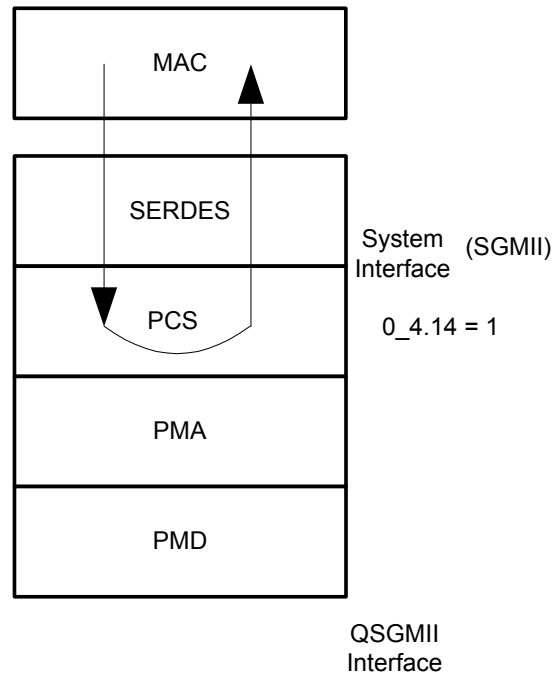 MAC
SERDES
System
Interface
(SGMII)
PCS
0_4.14 = 1
PMA
PMD
QSGMII
Interface